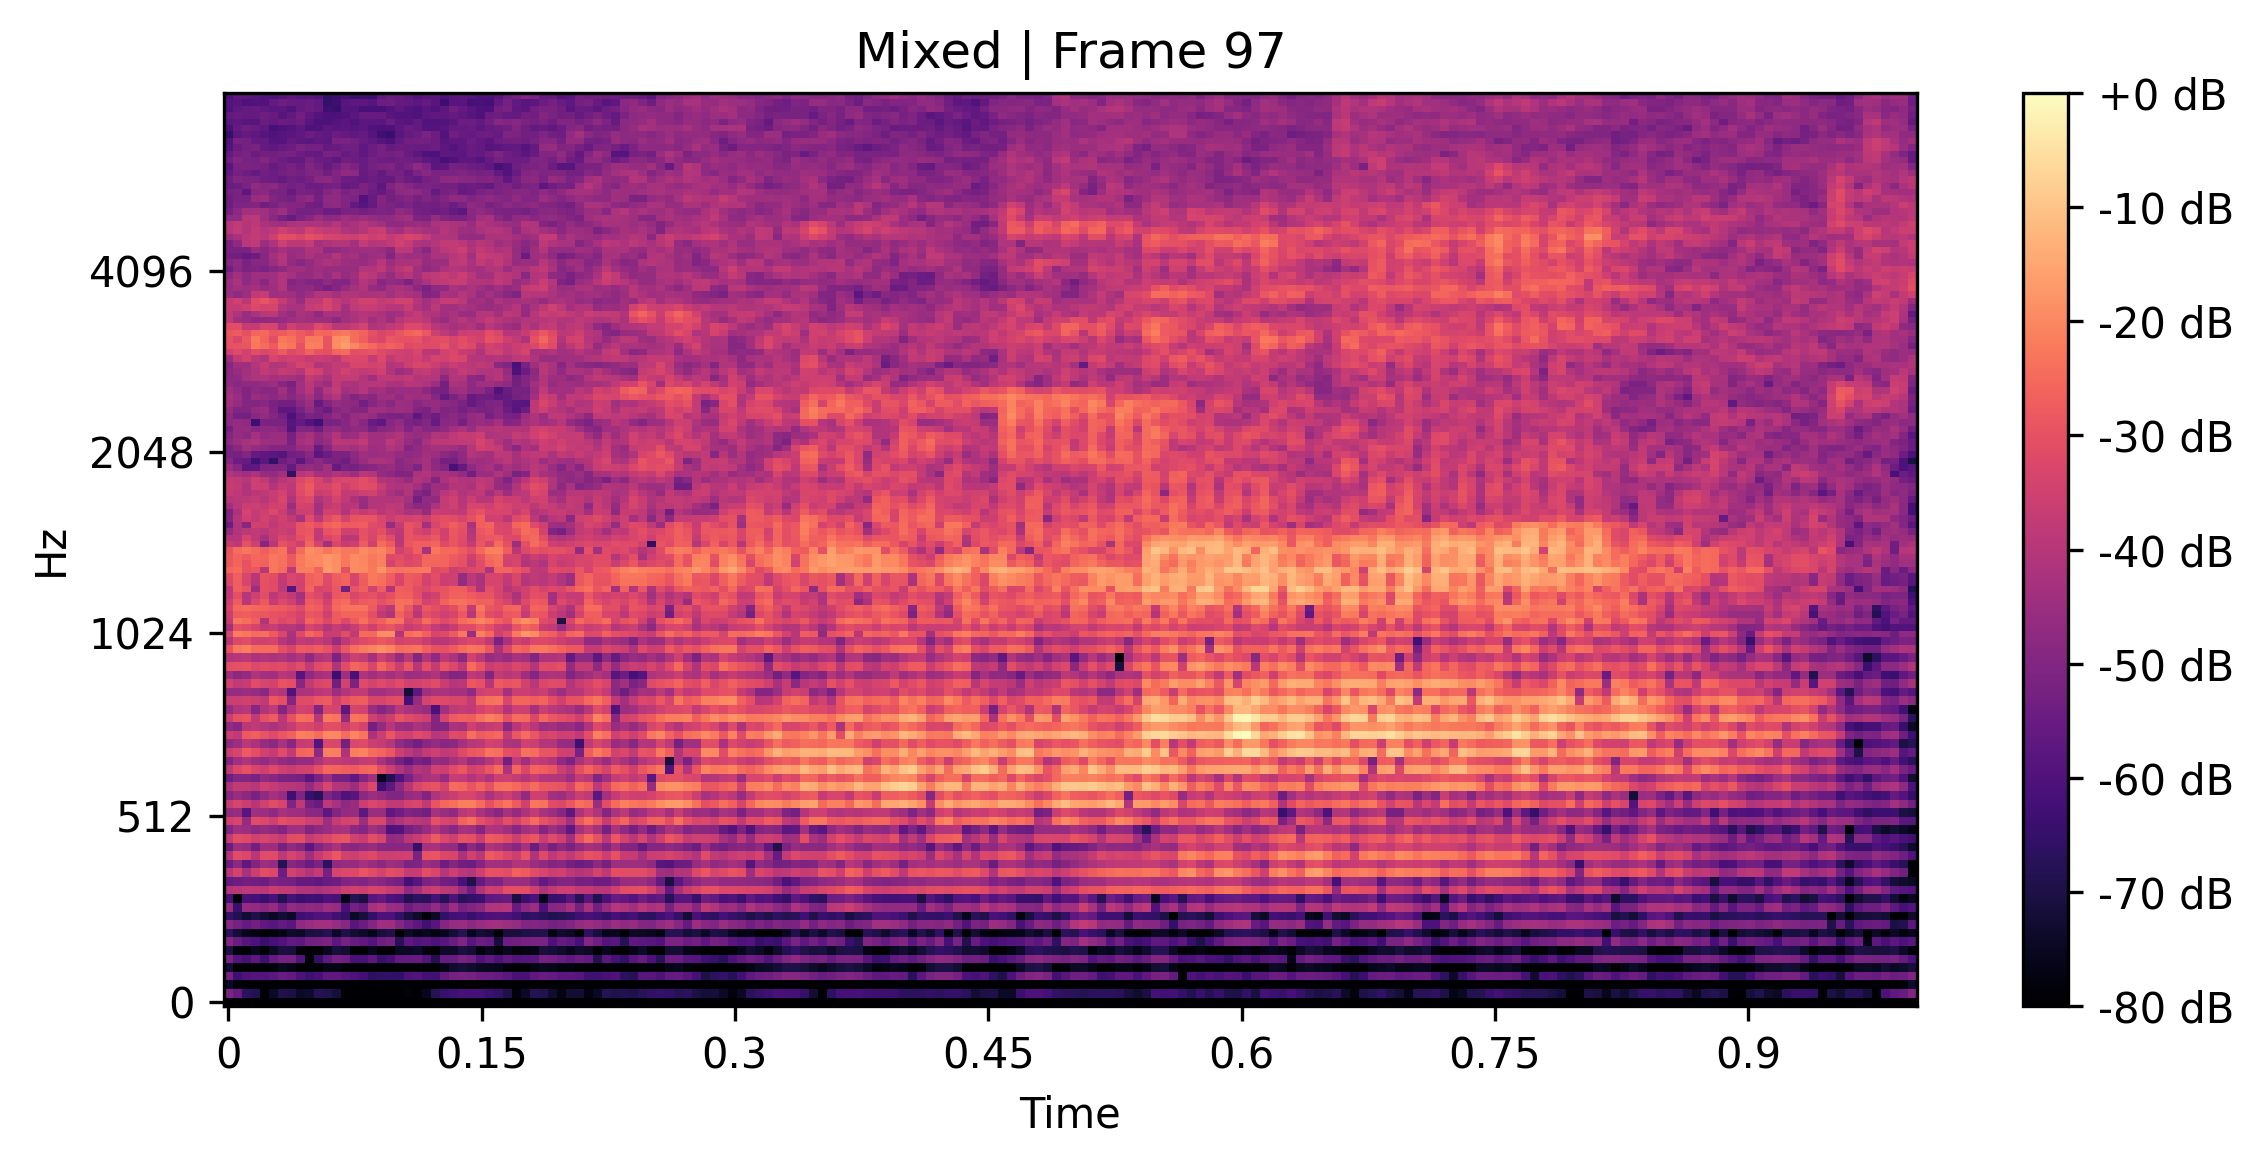 Mixed | Frame 97
Hz
4096
2048
1024
512
0
0 0.15 0.3 0.45 0.6 0.75 0.9
Time
+0 dB
-10 dB
-20 dB
-30 dB
-40 dB
-50 dB
-60 dB
-70 dB
-80 dB